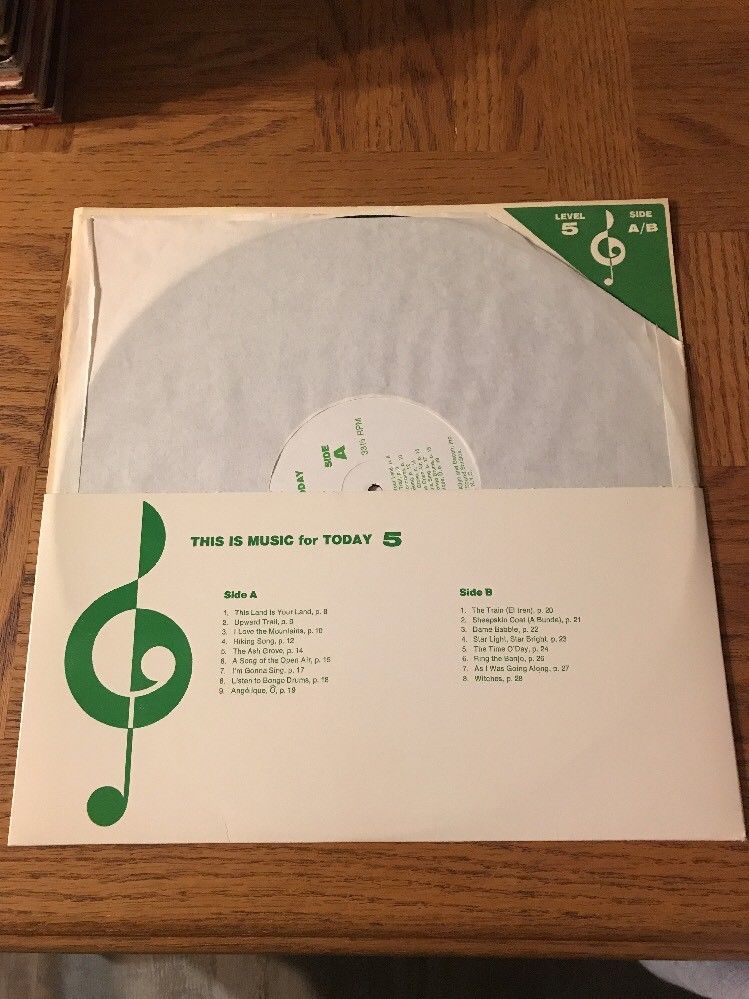 LEVEL
5
SIDE
A/B
SIDE
A
33⅓ RPM
THIS IS MUSIC for TODAY 5
Side A
1. This Land Is Your Land, p. 8
2. Upward Trail, p. 9
3. I Love the Mountains, p. 10
4. Hiking Song, p. 12
5. The Ash Grove, p. 14
6. A Song of the Open Air, p. 15
7. I'm Gonna Sing, p. 17
8. Listen to Bongo Drums, p. 18
9. Angélique, Ô, p. 19
Side B
1. The Train (El tren), p. 20
2. Sheepskin Coat (A Bunda), p. 21
3. Dame Babble, p. 22
4. Star Light, Star Bright, p. 23
5. The Time O'Day, p. 24
6. Ring the Banjo, p. 26
7. As I Was Going Along, p. 27
8. Witches, p. 28